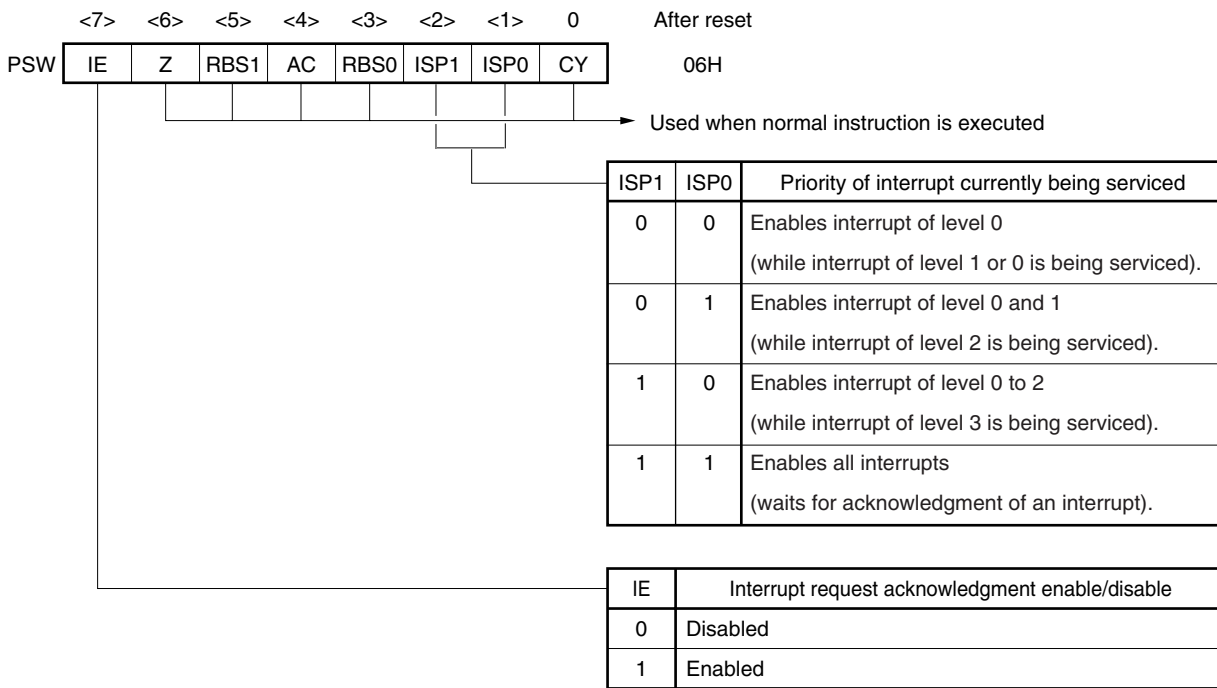 <7> <6> <5> <4> <3> <2> <1> 0 After reset
PSW IE Z RBS1 AC RBS0 ISP1 ISP0 CY 06H
Used when normal instruction is executed
ISP1 ISP0 Priority of interrupt currently being serviced
0 0 Enables interrupt of level 0
(while interrupt of level 1 or 0 is being serviced).
0 1 Enables interrupt of level 0 and 1
(while interrupt of level 2 is being serviced).
1 0 Enables interrupt of level 0 to 2
(while interrupt of level 3 is being serviced).
1 1 Enables all interrupts
(waits for acknowledgment of an interrupt).
IE Interrupt request acknowledgment enable/disable
0 Disabled
1 Enabled